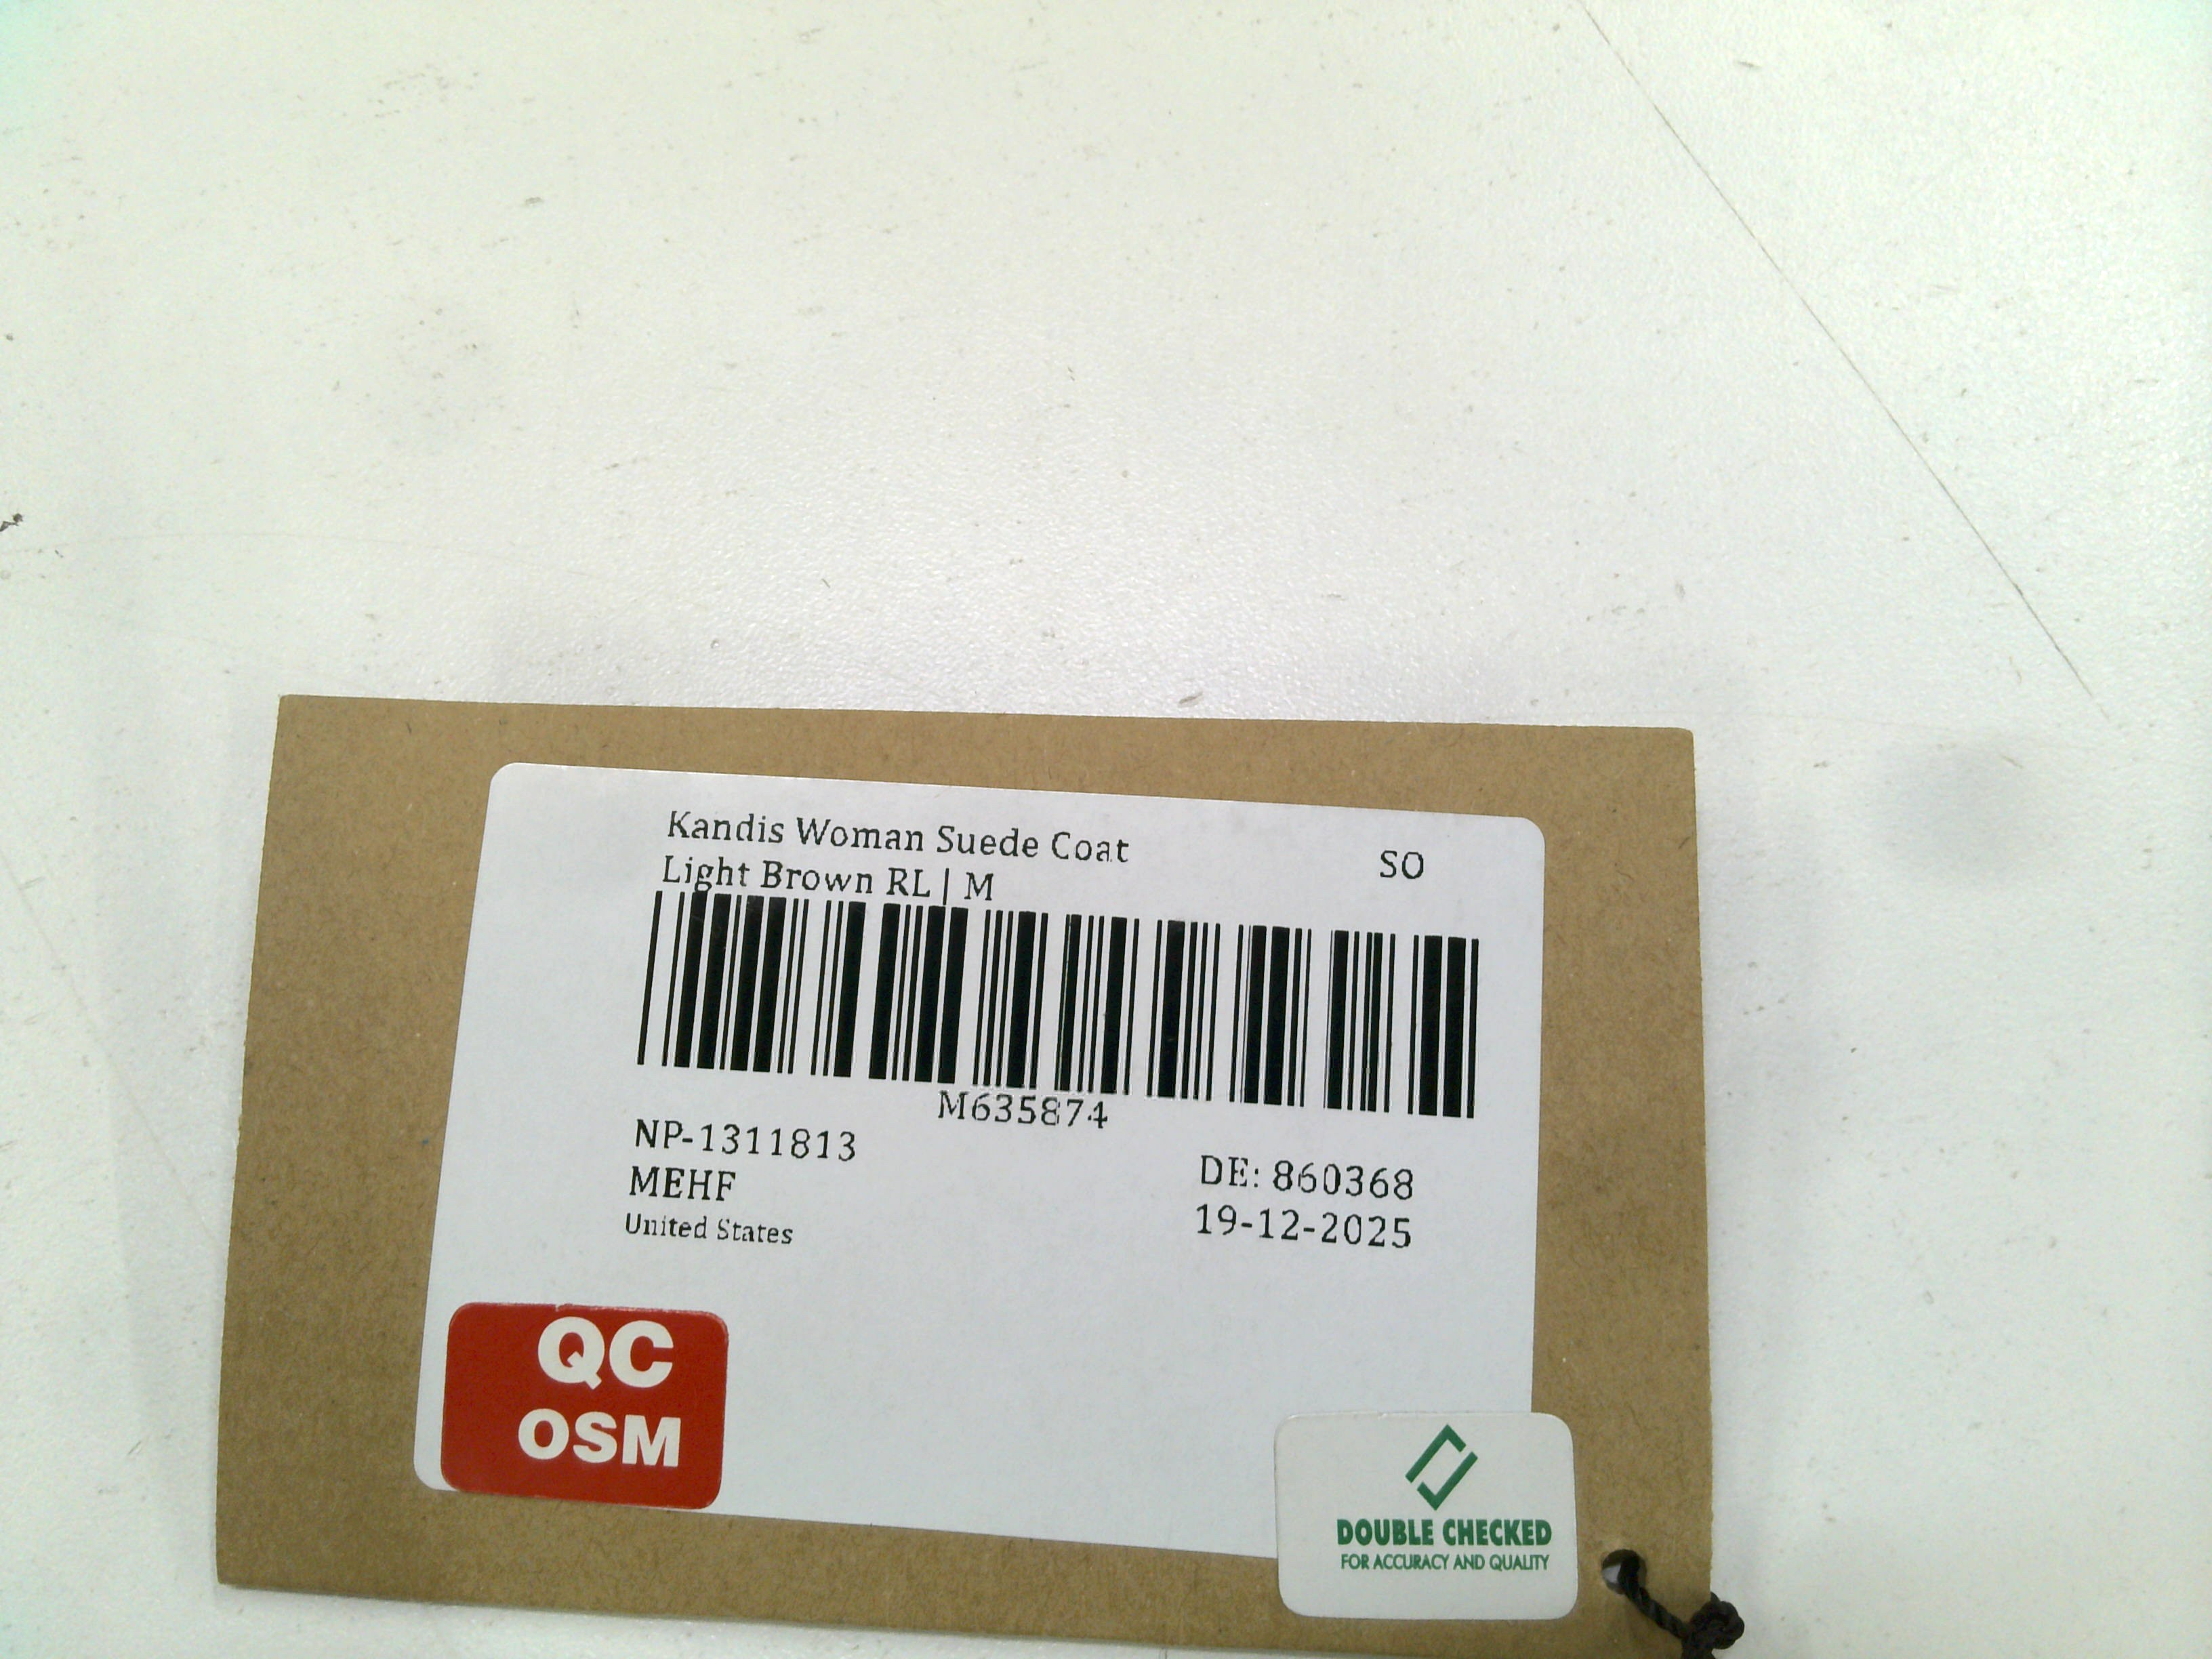 Kandis Woman Suede Coat
SO
Light Brown RL | M
M635874
NP-1311813
MEHF
United States
DE: 860368
19-12-2025
QC
OSM
DOUBLE CHECKED
FOR ACCURACY AND QUALITY